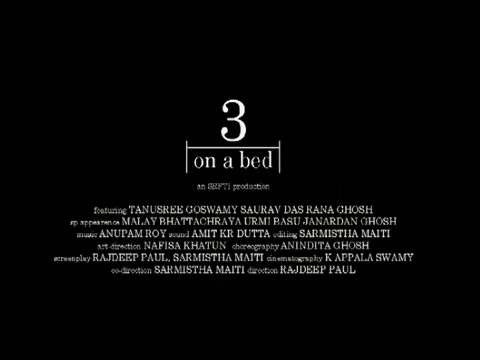 3
on a bed
an SRFTI production
featuring TANUSREE GOSWAMY SAURAV DAS RANA GHOSH
sp appearence MALAY BHATTACHRAYA URMI BASU JANARDAN GHOSH
music ANUPAM ROY sound AMIT KR DUTTA editing SARMISTHA MAITI
art-direction NAFISA KHATUN choreography ANINDITA GHOSH
screenplay RAJDEEP PAUL, SARMISTHA MAITI cinematography K APPALA SWAMY
co-direction SARMISTHA MAITI direction RAJDEEP PAUL